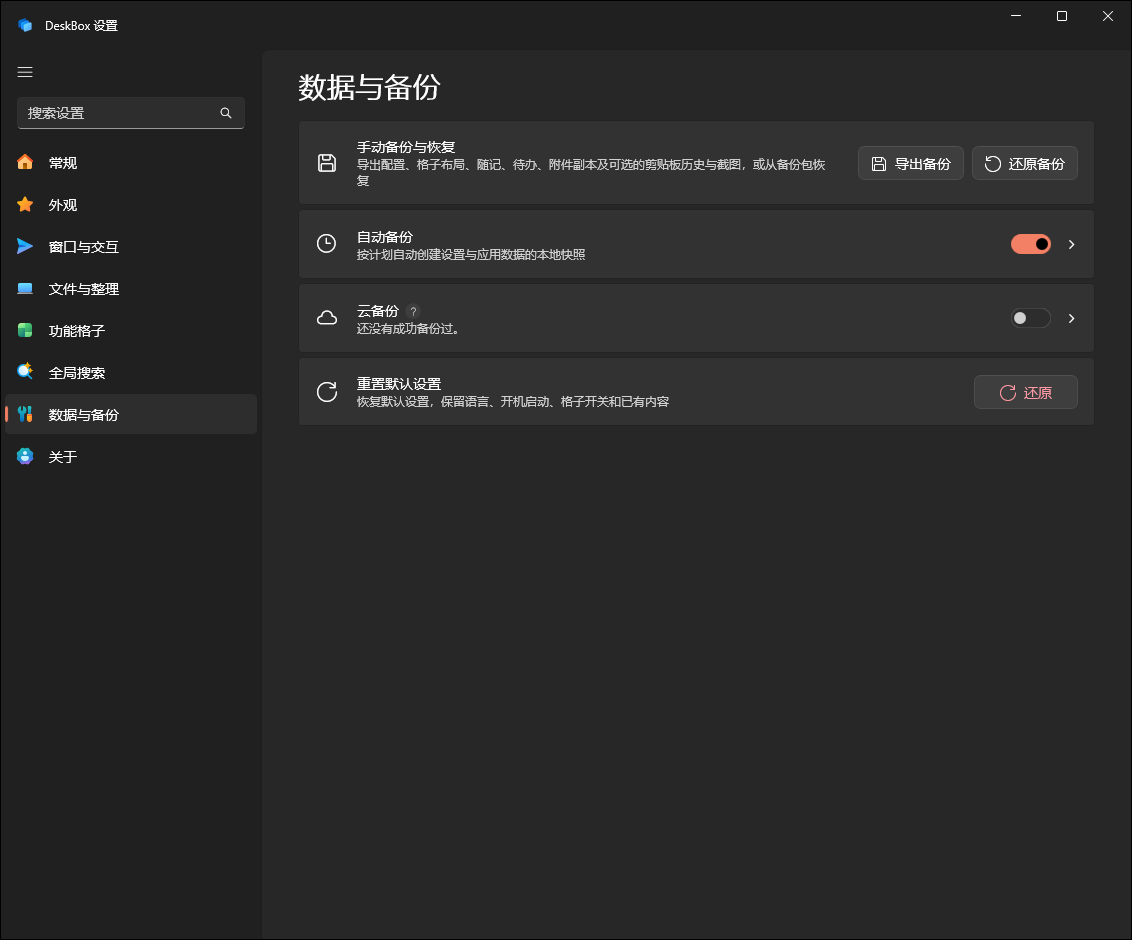 DeskBox 设置
搜索设置
常规
外观
窗口与交互
文件与整理
功能格子
全局搜索
数据与备份
关于
数据与备份
手动备份与恢复
导出配置、格子布局、随记、待办、附件副本及可选的剪贴板历史与截图，或从备份包恢
复
导出备份
还原备份
自动备份
按计划自动创建设置与应用数据的本地快照
云备份 ?
还没有成功备份过。
重置默认设置
恢复默认设置，保留语言、开机启动、格子开关和已有内容
还原